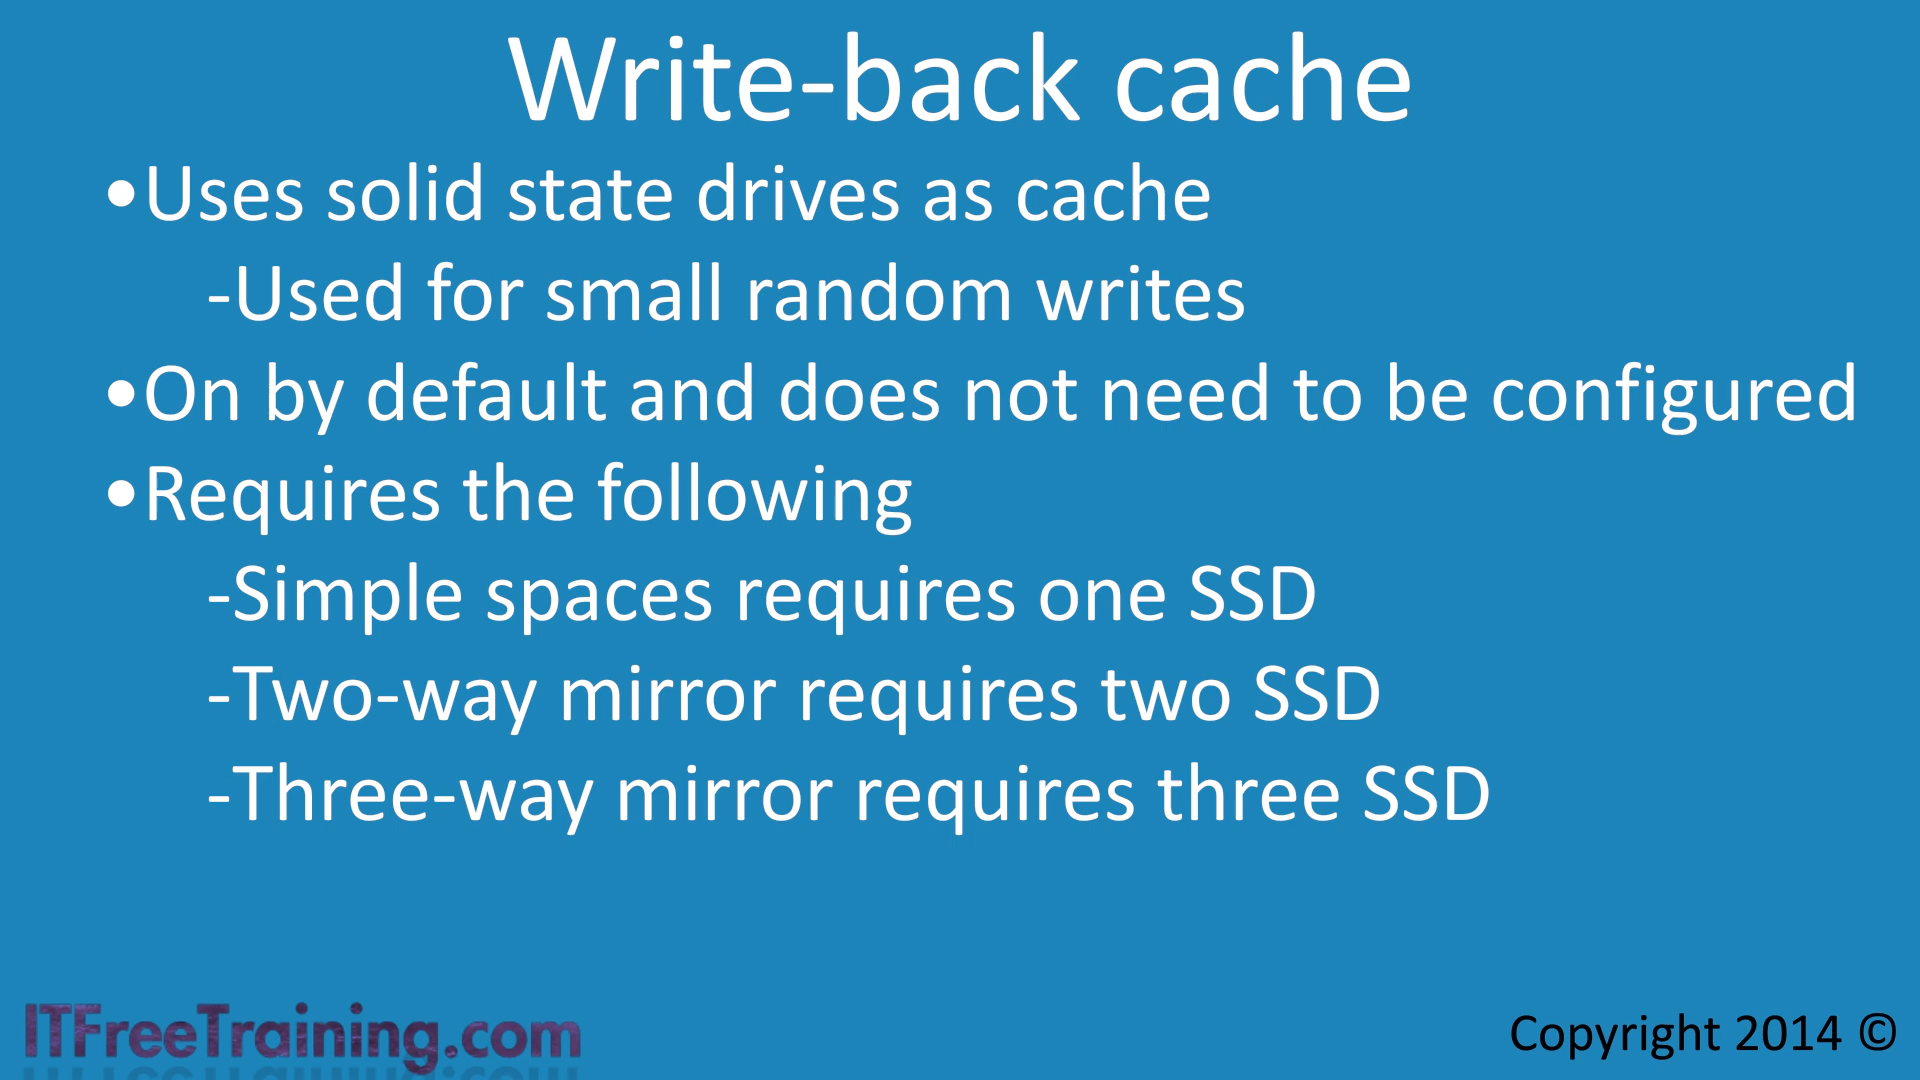 Write-back cache
•Uses solid state drives as cache
-Used for small random writes
•On by default and does not need to be configured
•Requires the following
-Simple spaces requires one SSD
-Two-way mirror requires two SSD
-Three-way mirror requires three SSD
ITFreeTraining.com
Copyright 2014 ©